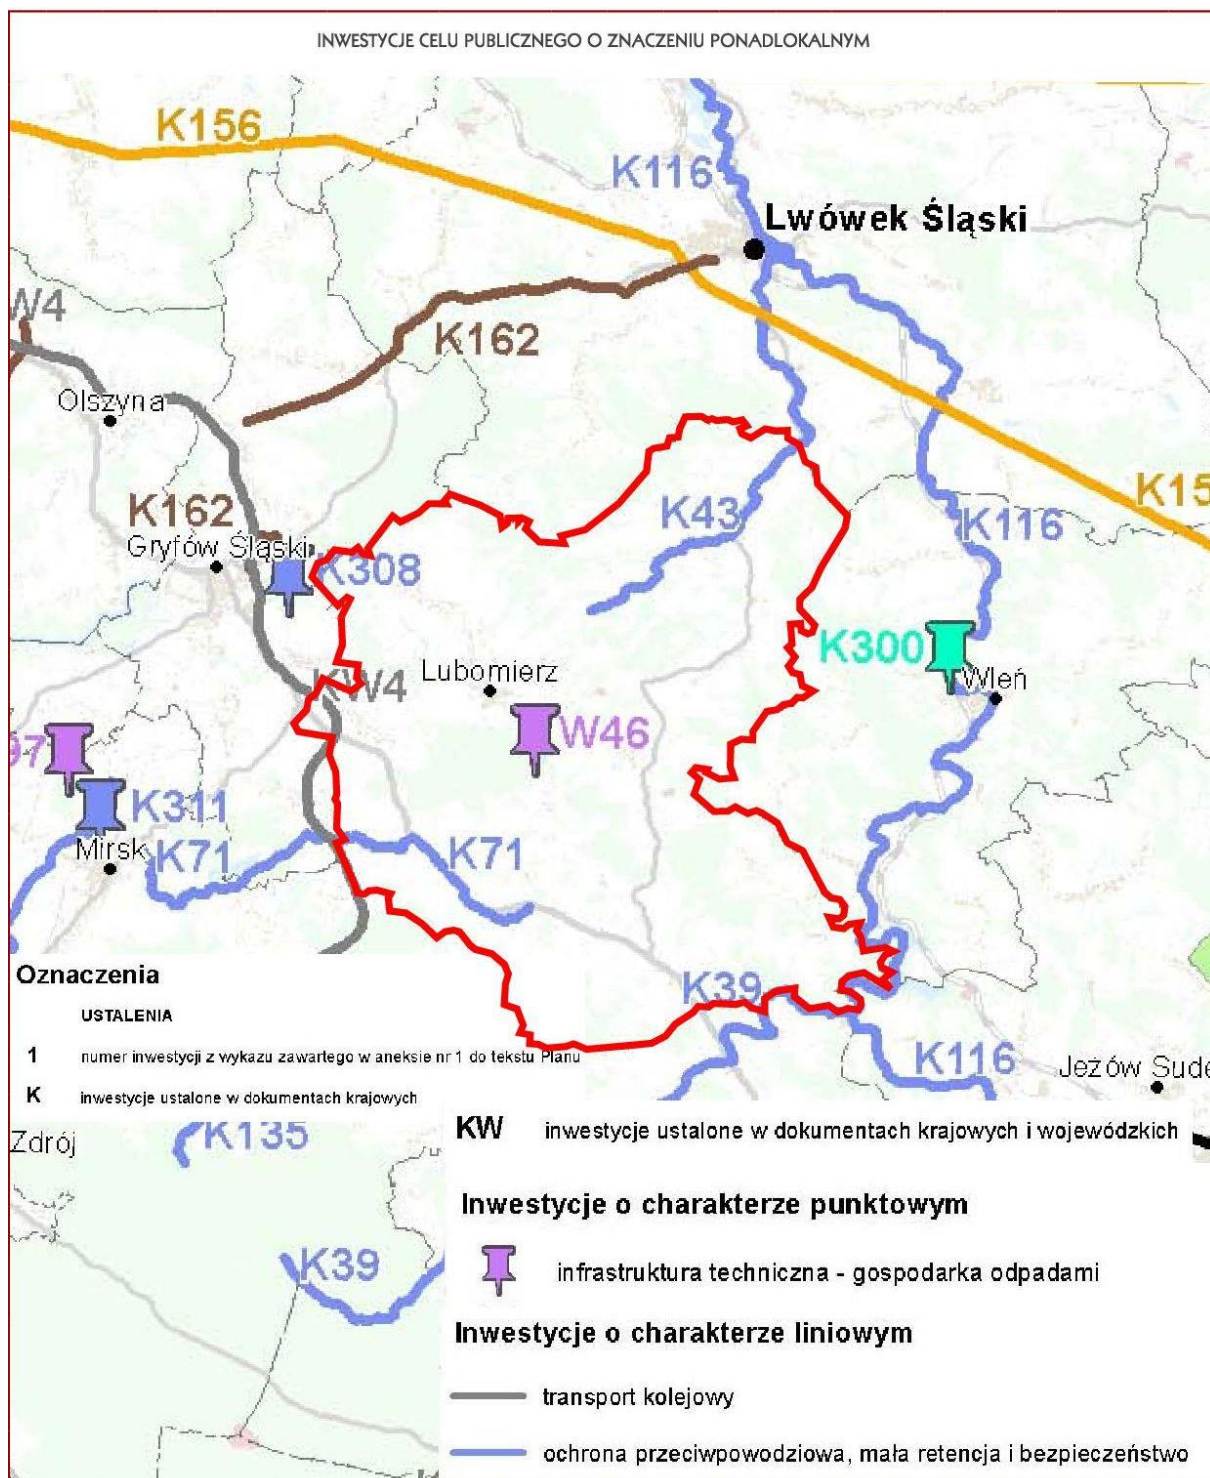 INWESTYCJE CELU PUBLICZNEGO O ZNACZENIU PONADLOKALNYM
K156
K116
Lwówek Śląski
W4
K162
Olszyna
K15
K162
K43
K116
Gryfów Śląski
K308
K300
Lubomierz
KW4
Wleń
W46
97
K311
Mirsk
K71
K71
Oznaczenia
K39
USTALENIA
K116
1 numer inwestycji z wykazu zawartego w aneksie nr 1 do tekstu Planu
Jeżów Sude
K inwestycje ustalone w dokumentach krajowych
KW inwestycje ustalone w dokumentach krajowych i wojewódzkich
K135
Zdrój
Inwestycje o charakterze punktowym
K39
infrastruktura techniczna - gospodarka odpadami
Inwestycje o charakterze liniowym
transport kolejowy
ochrona przeciwpowodziowa, mała retencja i bezpieczeństwo